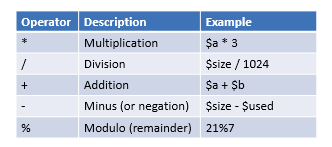 Operator Description Example
* Multiplication $a * 3
/ Division $size / 1024
+ Addition $a + $b
- Minus (or negation) $size - $used
% Modulo (remainder) 21%7